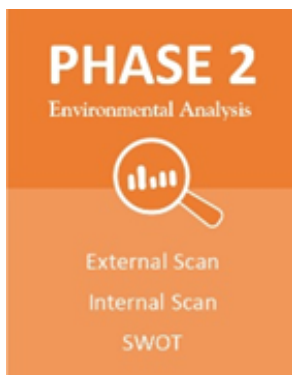 PHASE 2
Environmental Analysis
External Scan
Internal Scan
SWOT